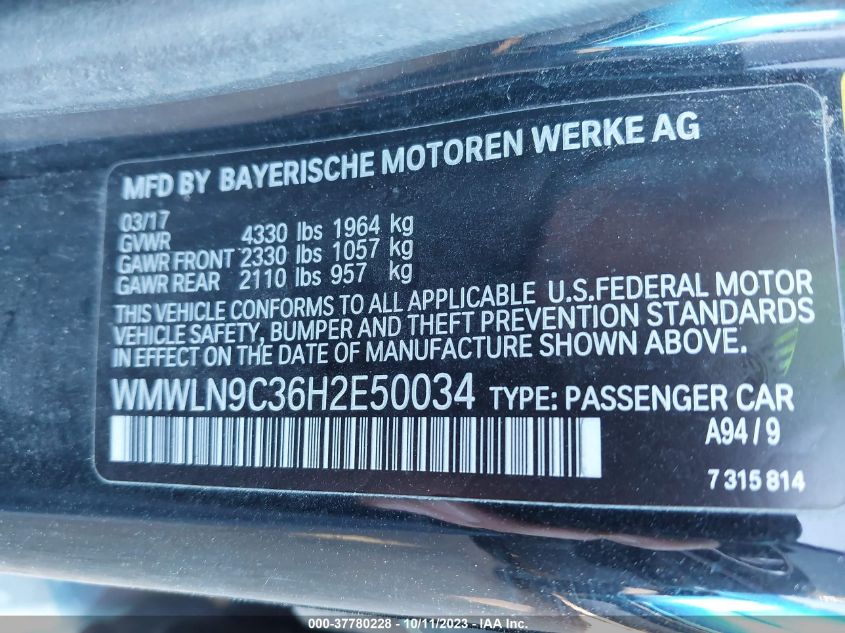 MFD BY BAYERISCHE MOTOREN WERKE AG
03/17
GVWR 4330 lbs 1964 kg
GAWR FRONT 2330 lbs 1057 kg
GAWR REAR 2110 lbs 957 kg
THIS VEHICLE CONFORMS TO ALL APPLICABLE U.S.FEDERAL MOTOR
VEHICLE SAFETY, BUMPER AND THEFT PREVENTION STANDARDS
IN EFFECT ON THE DATE OF MANUFACTURE SHOWN ABOVE.
WMWLN9C36H2E50034 TYPE: PASSENGER CAR
A94/9
7 315 814
000-37780228 - 10/11/2023 - IAA Inc.